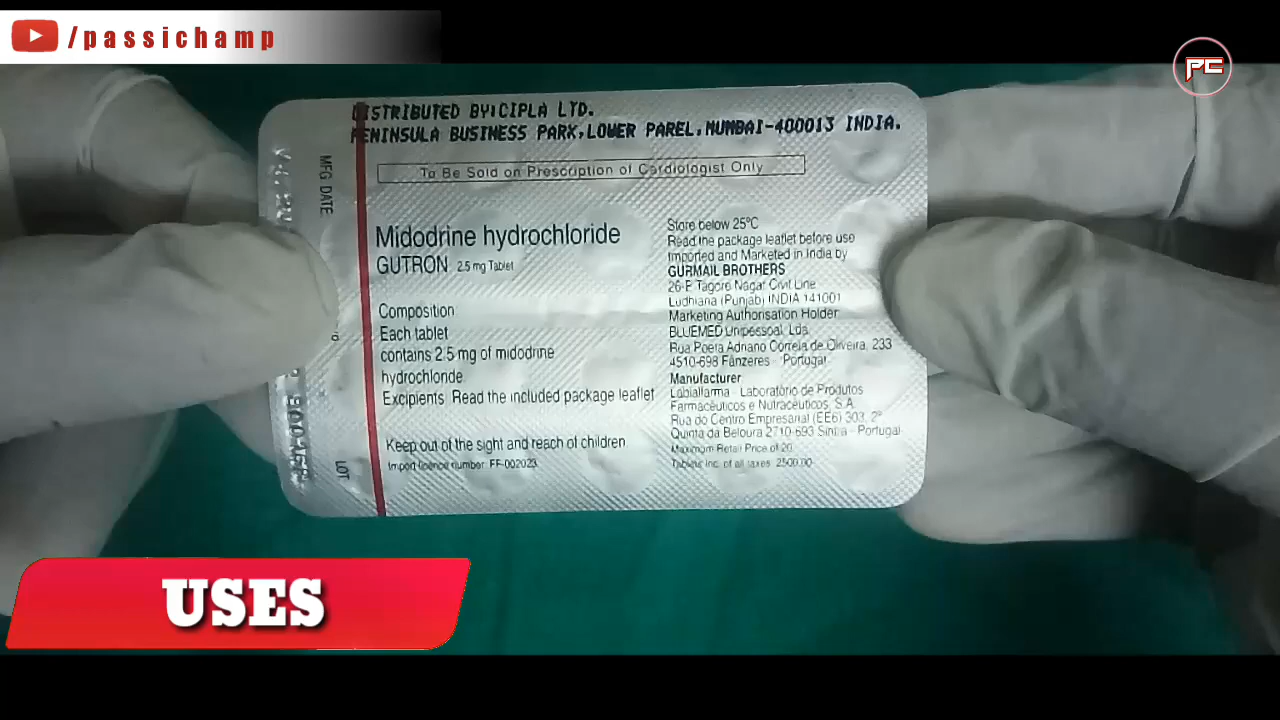 /passichamp
PC
DISTRIBUTED BY:CIPLA LTD.
PENINSULA BUSINESS PARK,LOWER PAREL,MUMBAI-400013 INDIA.
To Be Sold on Prescription of Cardiologist Only
MFG DATE
LOT
Midodrine hydrochloride
GUTRON 2.5 mg Tablet
Composition
Each tablet
contains 2.5 mg of midodrine
hydrochloride.
Excipients: Read the included package leaflet
Keep out of the sight and reach of children
Import licence number: FF-002023
Store below 25°C
Read the package leaflet before use
Imported and Marketed in India by
GURMAIL BROTHERS
26-F Tagore Nagar Civil Line
Ludhiana (Punjab) INDIA 141001
Marketing Authorisation Holder
BLUEMED Unipessoal, Lda
Rua Poeta Adriano Correia de Oliveira, 233
4510-698 Fânzeres - Portugal
Manufacturer
Labialfarma - Laboratório de Produtos
Farmacêuticos e Nutracêuticos, S.A.
Rua do Centro Empresarial (EE6) 303, 2º
Quinta da Beloura 2710-693 Sintra - Portugal
Maximum Retail Price of 20
Tablets Inc. of all taxes: 2500.00
USES